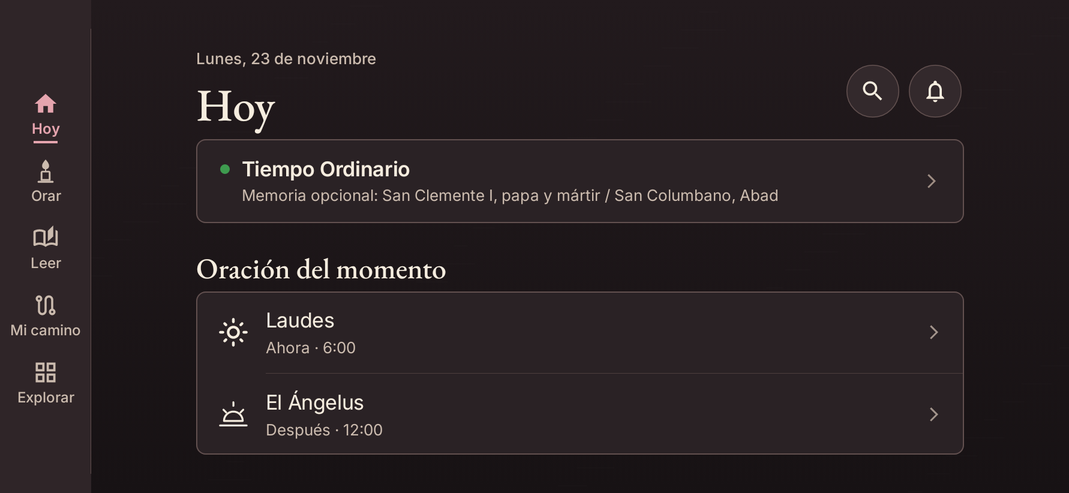 Hoy
Orar
Leer
Mi camino
Explorar
Lunes, 23 de noviembre
Hoy
Tiempo Ordinario
Memoria opcional: San Clemente I, papa y mártir / San Columbano, Abad
Oración del momento
Laudes
Ahora · 6:00
El Ángelus
Después · 12:00